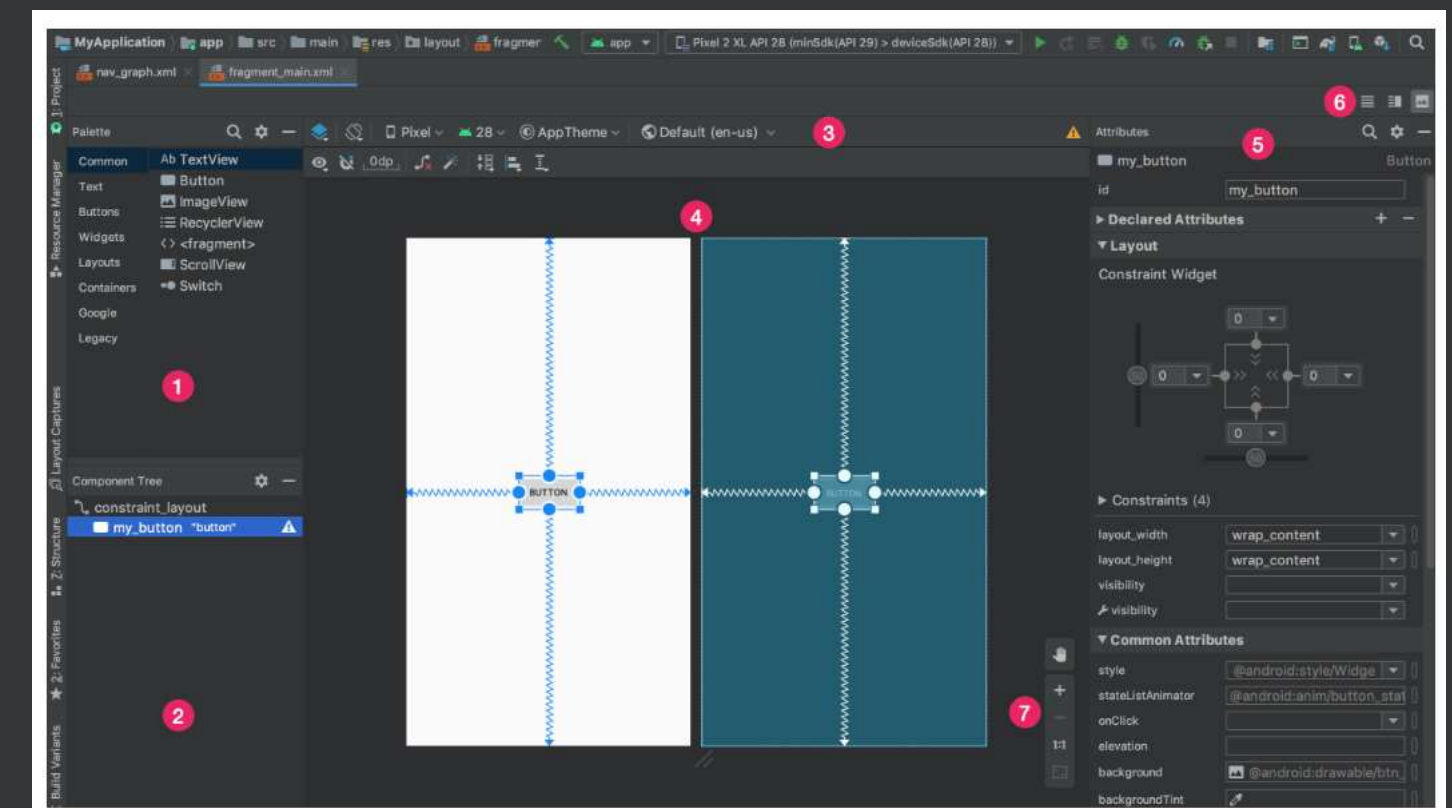 MyApplication app src main res layout fragmer app Pixel 2 XL API 28 (minSdk(API 29) > deviceSdk(API 28))
nav_graph.xml fragment_main.xml
6
Palette
Pixel 28 AppTheme Default (en-us) 3
Attributes
5
Common
Text
Buttons
Widgets
Layouts
Containers
Google
Legacy
Ab TextView
Button
ImageView
RecyclerView
<> <fragment>
ScrollView
Switch
1
0dp
my_button Button
id my_button
4
Declared Attributes + −
Layout
Constraint Widget
0
50 0 >> << 0
0
50
BUTTON
BUTTON
Component Tree
constraint_layout
my_button "button"
2
Constraints (4)
layout_width wrap_content
layout_height wrap_content
visibility
visibility
Common Attributes
style @android:style/Widge
stateListAnimator @android:anim/button_stat
onClick
elevation
background @android:drawable/btn_
backgroundTint
7
1:1
1: Project
Resource Manager
Layout Captures
Z: Structure
2: Favorites
Build Variants